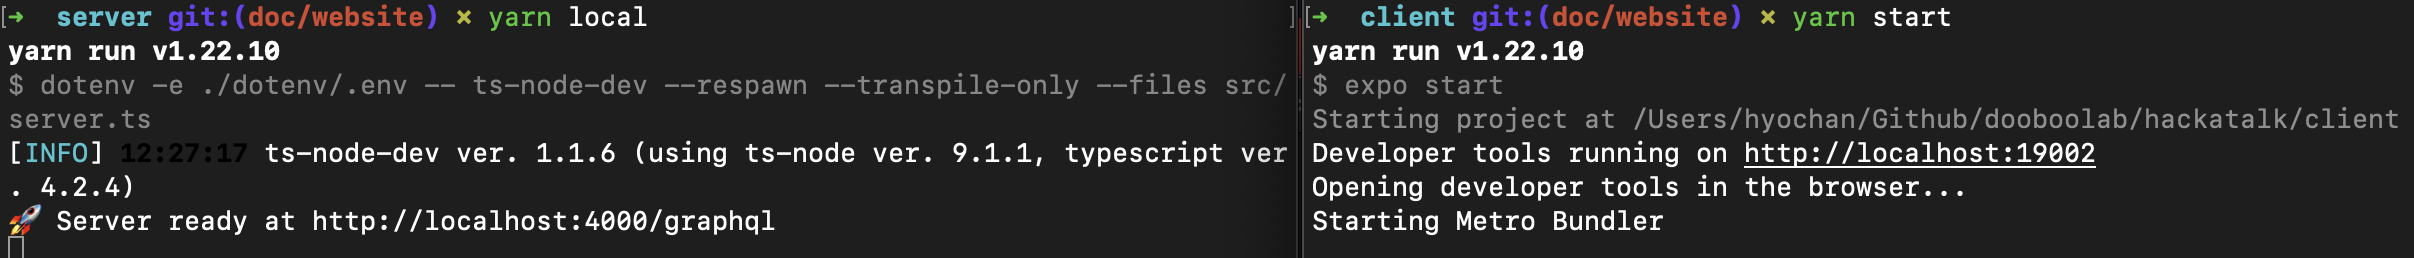 [➜  server git:(doc/website) ✗ yarn local ]
yarn run v1.22.10
$ dotenv -e ./dotenv/.env -- ts-node-dev --respawn --transpile-only --files src/
server.ts
[INFO] 12:27:17 ts-node-dev ver. 1.1.6 (using ts-node ver. 9.1.1, typescript ver
. 4.2.4)
🚀 Server ready at http://localhost:4000/graphql
[➜  client git:(doc/website) ✗ yarn start
yarn run v1.22.10
$ expo start
Starting project at /Users/hyochan/Github/dooboolab/hackatalk/client
Developer tools running on http://localhost:19002
Opening developer tools in the browser...
Starting Metro Bundler